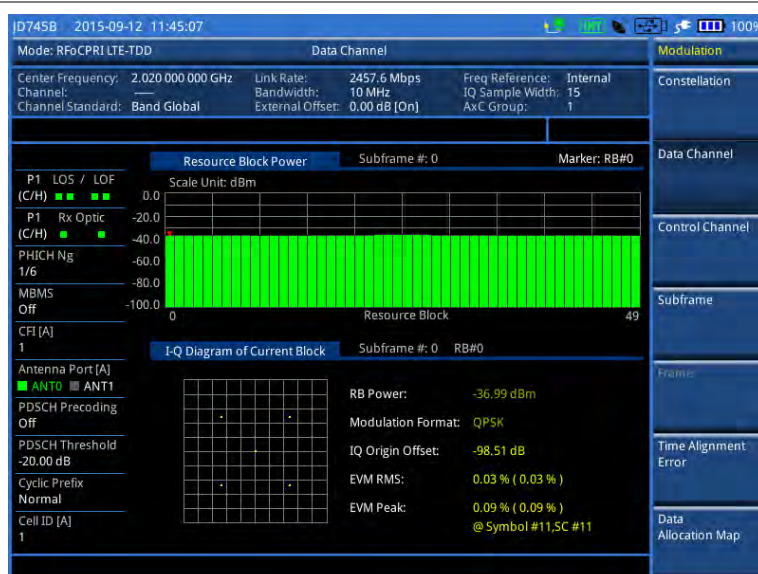 JD745B 2015-09-12 11:45:07 100%
Mode: RFoCPRI LTE-TDD Data Channel Modulation
Center Frequency: 2.020 000 000 GHz Link Rate: 2457.6 Mbps Freq Reference: Internal
Channel: ---- Bandwidth: 10 MHz IQ Sample Width: 15
Channel Standard: Band Global External Offset: 0.00 dB [On] AxC Group: 1
Constellation
Data Channel
Control Channel
Subframe
Frame
Time Alignment
Error
Data
Allocation Map
P1 LOS / LOF
(C/H)
P1 Rx Optic
(C/H)
PHICH Ng
1/6
MBMS
Off
CFI [A]
1
Antenna Port [A]
ANT0 ANT1
PDSCH Precoding
Off
PDSCH Threshold
-20.00 dB
Cyclic Prefix
Normal
Cell ID [A]
1
Resource Block Power Subframe #: 0 Marker: RB#0
Scale Unit: dBm
0.0
-20.0
-40.0
-60.0
-80.0
-100.0
0 Resource Block 49
I-Q Diagram of Current Block Subframe #: 0 RB#0
RB Power: -36.99 dBm
Modulation Format: QPSK
IQ Origin Offset: -98.51 dB
EVM RMS: 0.03 % ( 0.03 % )
EVM Peak: 0.09 % ( 0.09 % )
@ Symbol #11,SC #11